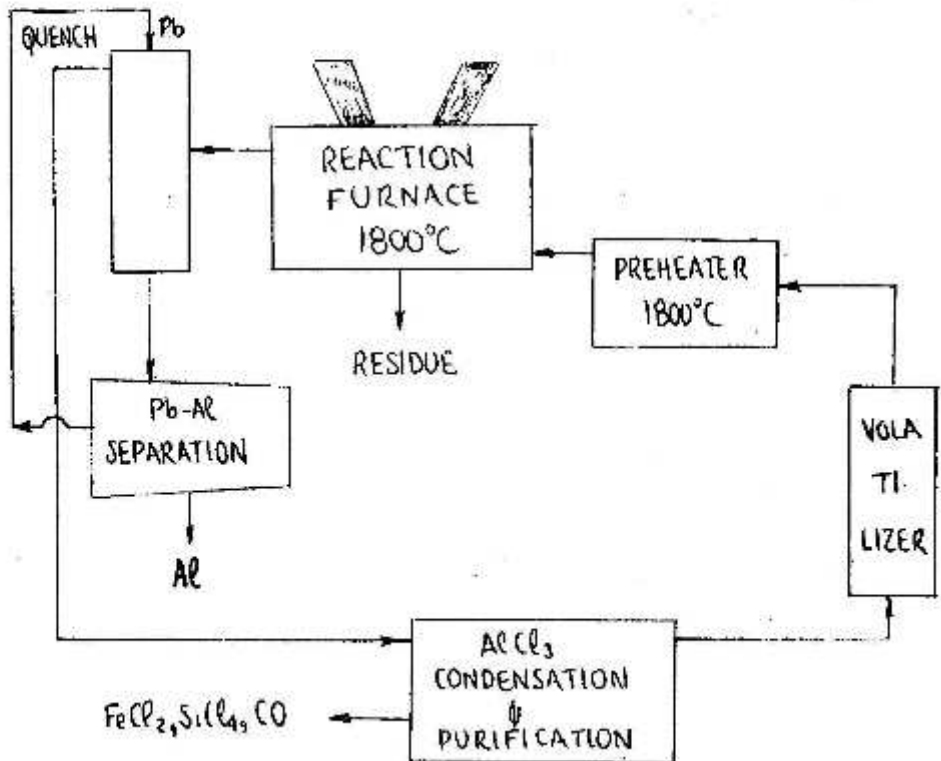 QUENCH
Pb
REACTION
FURNACE
1800°C
PREHEATER
1800°C
RESIDUE
Pb-Al
SEPARATION
VOLA
TI.
LIZER
Al
AlCl₃
CONDENSATION
&
PURIFICATION
FeCl₂,SiCl₄,CO